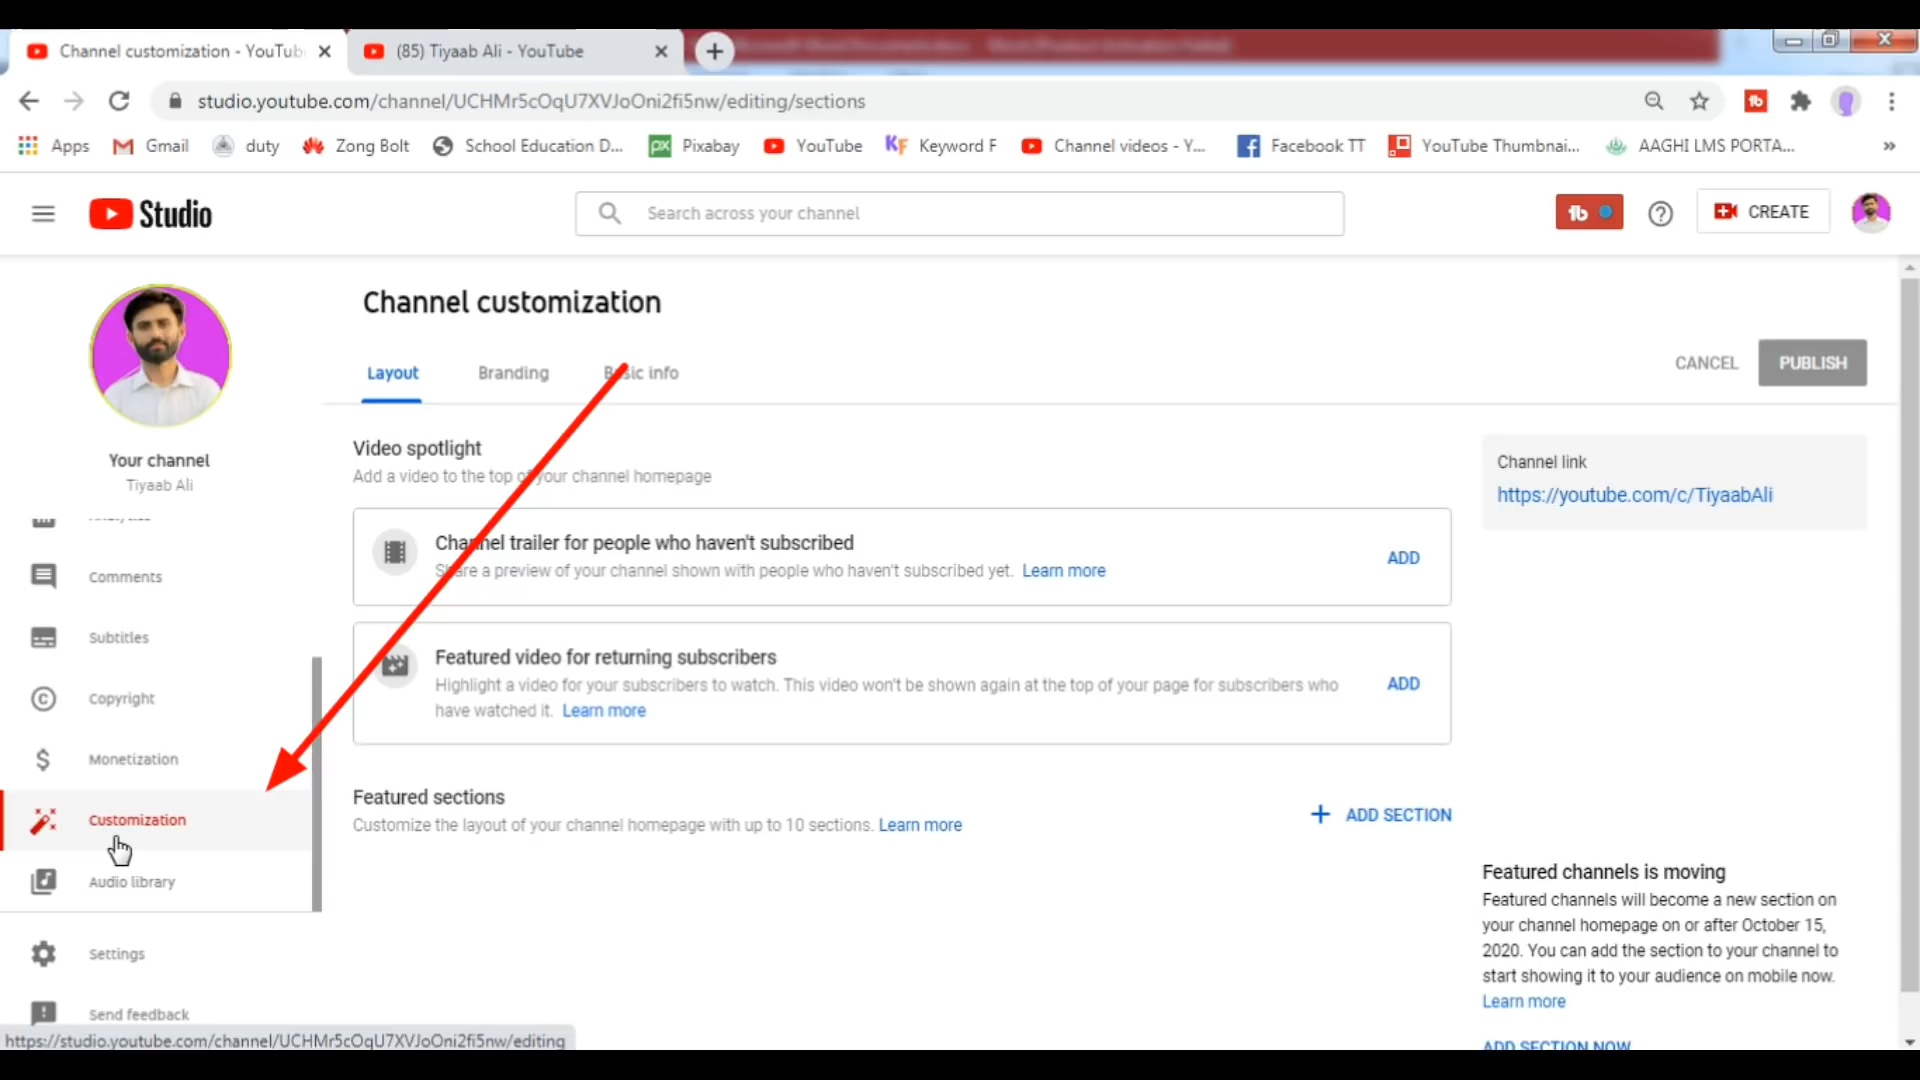 Channel customization - YouTub
(85) Tiyaab Ali - YouTube
studio.youtube.com/channel/UCHMr5cOqU7XVJoOni2fi5nw/editing/sections
Apps
Gmail
duty
Zong Bolt
School Education D...
Pixabay
YouTube
Keyword F
Channel videos - Y...
Facebook TT
YouTube Thumbnai...
AAGHI LMS PORTA...
Studio
Search across your channel
CREATE
Your channel
Tiyaab Ali
Comments
Subtitles
Copyright
Monetization
Customization
Audio library
Settings
Send feedback
https://studio.youtube.com/channel/UCHMr5cOqU7XVJoOni2fi5nw/editing
Channel customization
Layout
Branding
Basic info
CANCEL
PUBLISH
Video spotlight
Add a video to the top of your channel homepage
Channel trailer for people who haven't subscribed
Share a preview of your channel shown with people who haven't subscribed yet. Learn more
ADD
Featured video for returning subscribers
Highlight a video for your subscribers to watch. This video won't be shown again at the top of your page for subscribers who
have watched it. Learn more
ADD
Featured sections
Customize the layout of your channel homepage with up to 10 sections. Learn more
+ ADD SECTION
Channel link
https://youtube.com/c/TiyaabAli
Featured channels is moving
Featured channels will become a new section on
your channel homepage on or after October 15,
2020. You can add the section to your channel to
start showing it to your audience on mobile now.
Learn more
ADD SECTION NOW